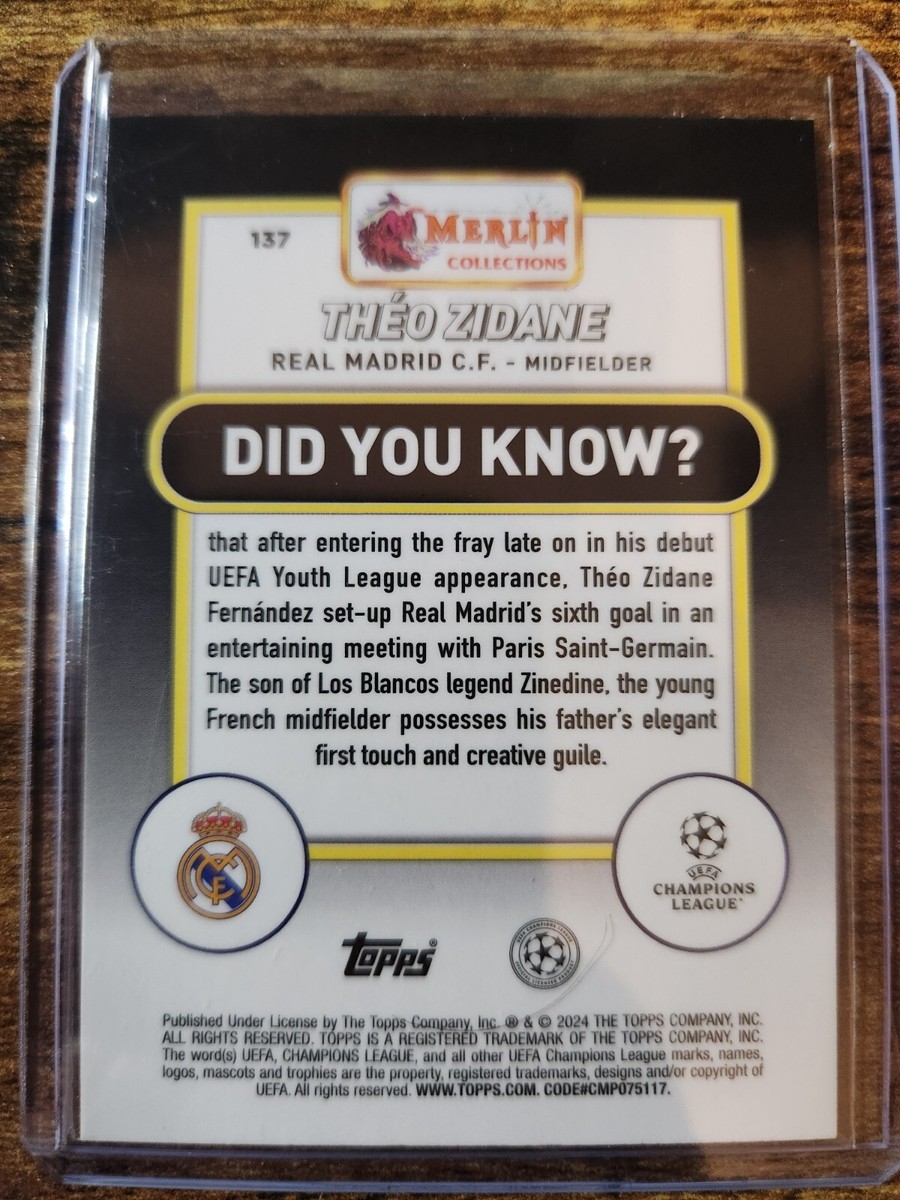 137
MERLIN
COLLECTIONS
THÉO ZIDANE
REAL MADRID C.F. - MIDFIELDER
DID YOU KNOW?
that after entering the fray late on in his debut
UEFA Youth League appearance, Théo Zidane
Fernández set-up Real Madrid's sixth goal in an
entertaining meeting with Paris Saint-Germain.
The son of Los Blancos legend Zinedine, the young
French midfielder possesses his father's elegant
first touch and creative guile.
UEFA
CHAMPIONS
LEAGUE
topps®
Published Under License by The Topps Company, Inc. ® & © 2024 THE TOPPS COMPANY, INC.
ALL RIGHTS RESERVED. TOPPS IS A REGISTERED TRADEMARK OF THE TOPPS COMPANY, INC.
The word(s) UEFA, CHAMPIONS LEAGUE, and all other UEFA Champions League marks, names,
logos, mascots and trophies are the property, registered trademarks, designs and/or copyright of
UEFA. All rights reserved. WWW.TOPPS.COM. CODE#CMP075117.